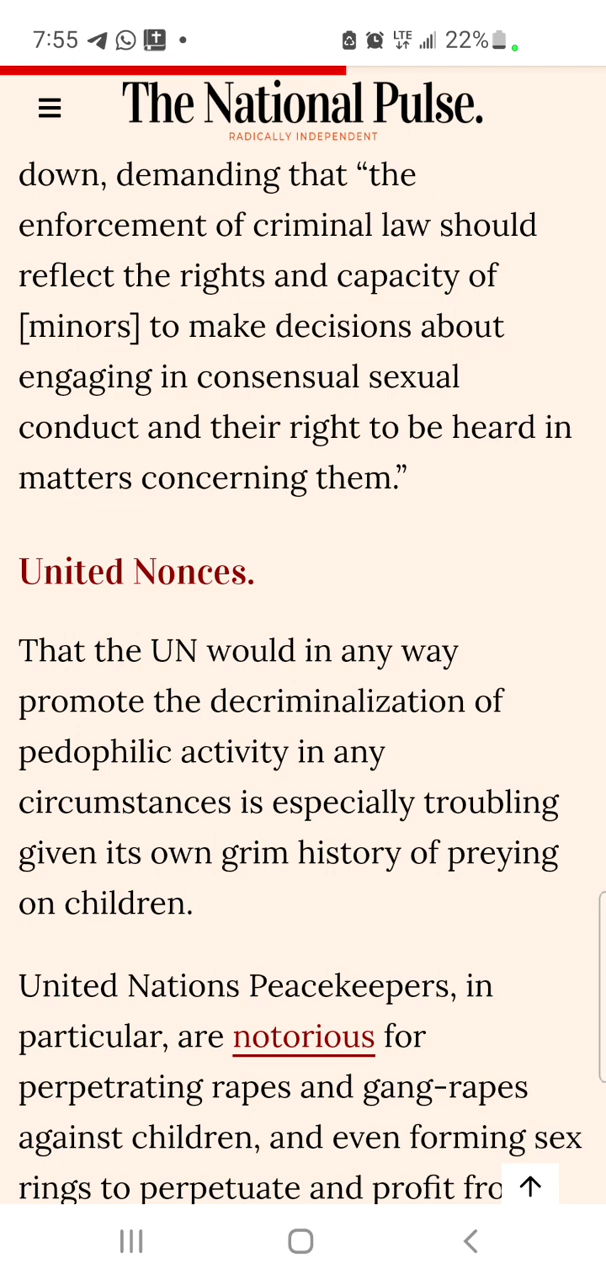 7:55
LTE
22%
The National Pulse.
RADICALLY INDEPENDENT
down, demanding that “the
enforcement of criminal law should
reflect the rights and capacity of
[minors] to make decisions about
engaging in consensual sexual
conduct and their right to be heard in
matters concerning them.”
United Nonces.
That the UN would in any way
promote the decriminalization of
pedophilic activity in any
circumstances is especially troubling
given its own grim history of preying
on children.
United Nations Peacekeepers, in
particular, are notorious for
perpetrating rapes and gang-rapes
against children, and even forming sex
rings to perpetuate and profit fro